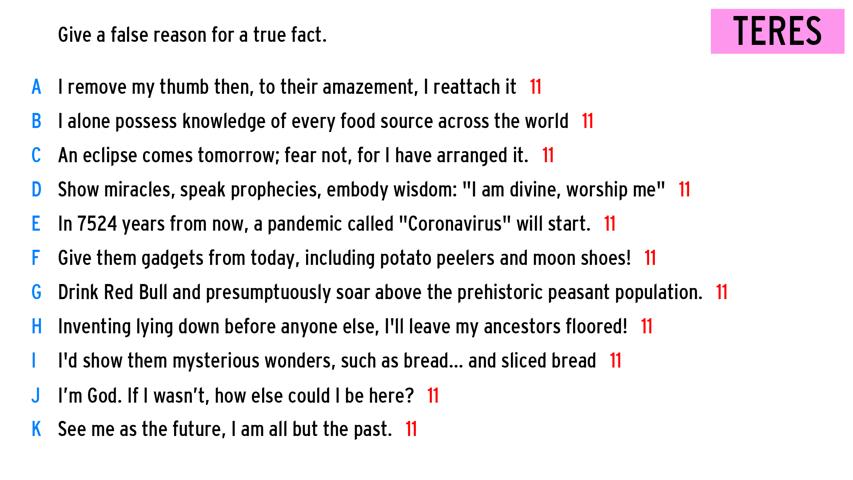 Give a false reason for a true fact.
TERES
A I remove my thumb then, to their amazement, I reattach it 11
B I alone possess knowledge of every food source across the world 11
C An eclipse comes tomorrow; fear not, for I have arranged it. 11
D Show miracles, speak prophecies, embody wisdom: "I am divine, worship me" 11
E In 7524 years from now, a pandemic called "Coronavirus" will start. 11
F Give them gadgets from today, including potato peelers and moon shoes! 11
G Drink Red Bull and presumptuously soar above the prehistoric peasant population. 11
H Inventing lying down before anyone else, I'll leave my ancestors floored! 11
I I'd show them mysterious wonders, such as bread... and sliced bread 11
J I’m God. If I wasn’t, how else could I be here? 11
K See me as the future, I am all but the past. 11